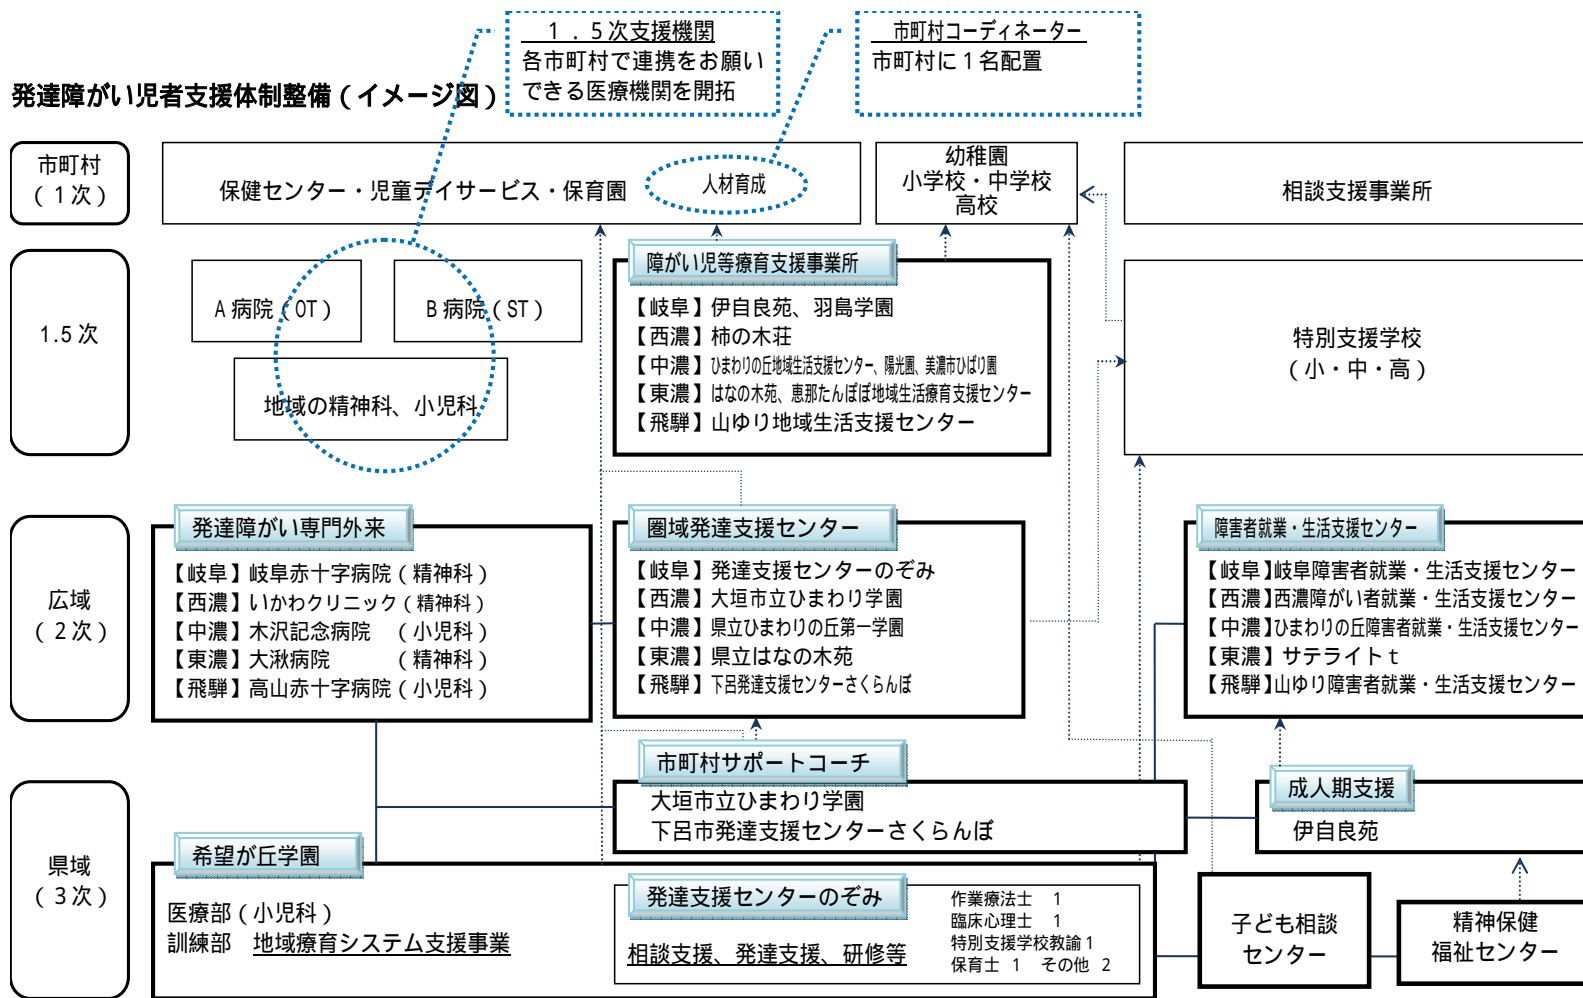 １．５次支援機関
各市町村で連携をお願い
できる医療機関を開拓
市町村コーディネーター
市町村に１名配置
発達障がい児者支援体制整備（イメージ図）
市町村
（１次）
保健センター・児童デイサービス・保育園
人材育成
幼稚園
小学校・中学校
高校
相談支援事業所
1.5次
A病院（OT）
B病院（ST）
地域の精神科、小児科
障がい児等療育支援事業所
【岐阜】伊自良苑、羽島学園
【西濃】柿の木荘
【中濃】ひまわりの丘地域生活支援センター、陽光園、美濃市ひばり園
【東濃】はなの木苑、恵那たんぽぽ地域生活療育支援センター
【飛騨】山ゆり地域生活支援センター
特別支援学校
（小・中・高）
広域
（２次）
発達障がい専門外来
【岐阜】岐阜赤十字病院（精神科）
【西濃】いかわクリニック（精神科）
【中濃】木沢記念病院　（小児科）
【東濃】大湫病院　　　（精神科）
【飛騨】高山赤十字病院（小児科）
圏域発達支援センター
【岐阜】発達支援センターのぞみ
【西濃】大垣市立ひまわり学園
【中濃】県立ひまわりの丘第一学園
【東濃】県立はなの木苑
【飛騨】下呂発達支援センターさくらんぼ
障害者就業・生活支援センター
【岐阜】岐阜障害者就業・生活支援センター
【西濃】西濃障がい者就業・生活支援センター
【中濃】ひまわりの丘障害者就業・生活支援センター
【東濃】サテライトｔ
【飛騨】山ゆり障害者就業・生活支援センター
県域
（３次）
市町村サポートコーチ
大垣市立ひまわり学園
下呂市発達支援センターさくらんぼ
成人期支援
伊自良苑
希望が丘学園
医療部（小児科）
訓練部　地域療育システム支援事業
発達支援センターのぞみ
相談支援、発達支援、研修等
作業療法士　1
臨床心理士　1
特別支援学校教諭1
保育士　1　その他　2
子ども相談
センター
精神保健
福祉センター